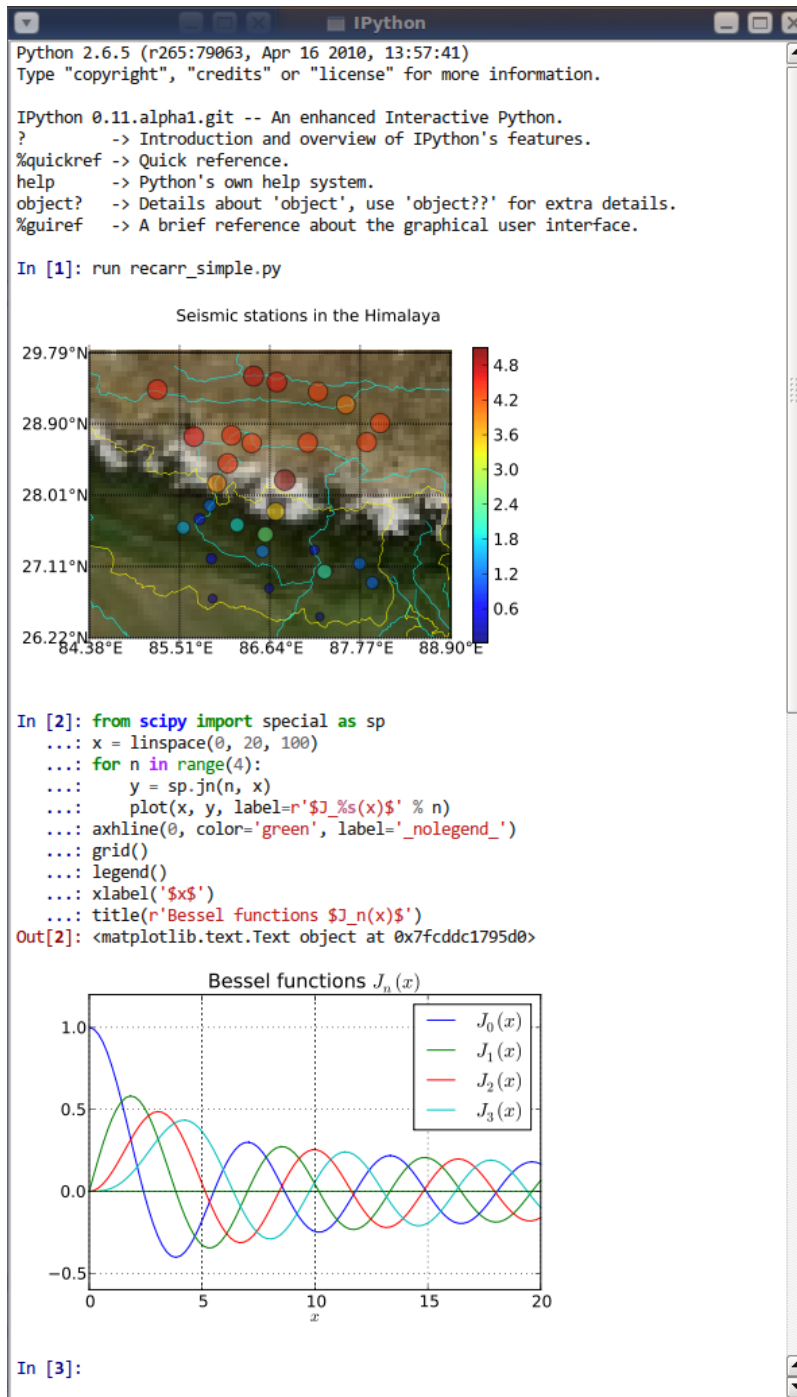 IPython
Python 2.6.5 (r265:79063, Apr 16 2010, 13:57:41)
Type "copyright", "credits" or "license" for more information.
IPython 0.11.alpha1.git -- An enhanced Interactive Python.
?         -> Introduction and overview of IPython's features.
%quickref -> Quick reference.
help      -> Python's own help system.
object?   -> Details about 'object', use 'object??' for extra details.
%guiref   -> A brief reference about the graphical user interface.
In [1]: run recarr_simple.py
Seismic stations in the Himalaya
29.79°N
28.90°N
28.01°N
27.11°N
26.22°N
84.38°E 85.51°E 86.64°E 87.77°E 88.90°E
4.8
4.2
3.6
3.0
2.4
1.8
1.2
0.6
In [2]: from scipy import special as sp
   ...: x = linspace(0, 20, 100)
   ...: for n in range(4):
   ...:     y = sp.jn(n, x)
   ...:     plot(x, y, label=r'$J_%s(x)$' % n)
   ...: axhline(0, color='green', label='_nolegend_')
   ...: grid()
   ...: legend()
   ...: xlabel('$x$')
   ...: title(r'Bessel functions $J_n(x)$')
Out[2]: <matplotlib.text.Text object at 0x7fcddc1795d0>
Bessel functions J_n(x)
1.0
0.5
0.0
−0.5
J_0(x)
J_1(x)
J_2(x)
J_3(x)
0 5 10 15 20
x
In [3]: